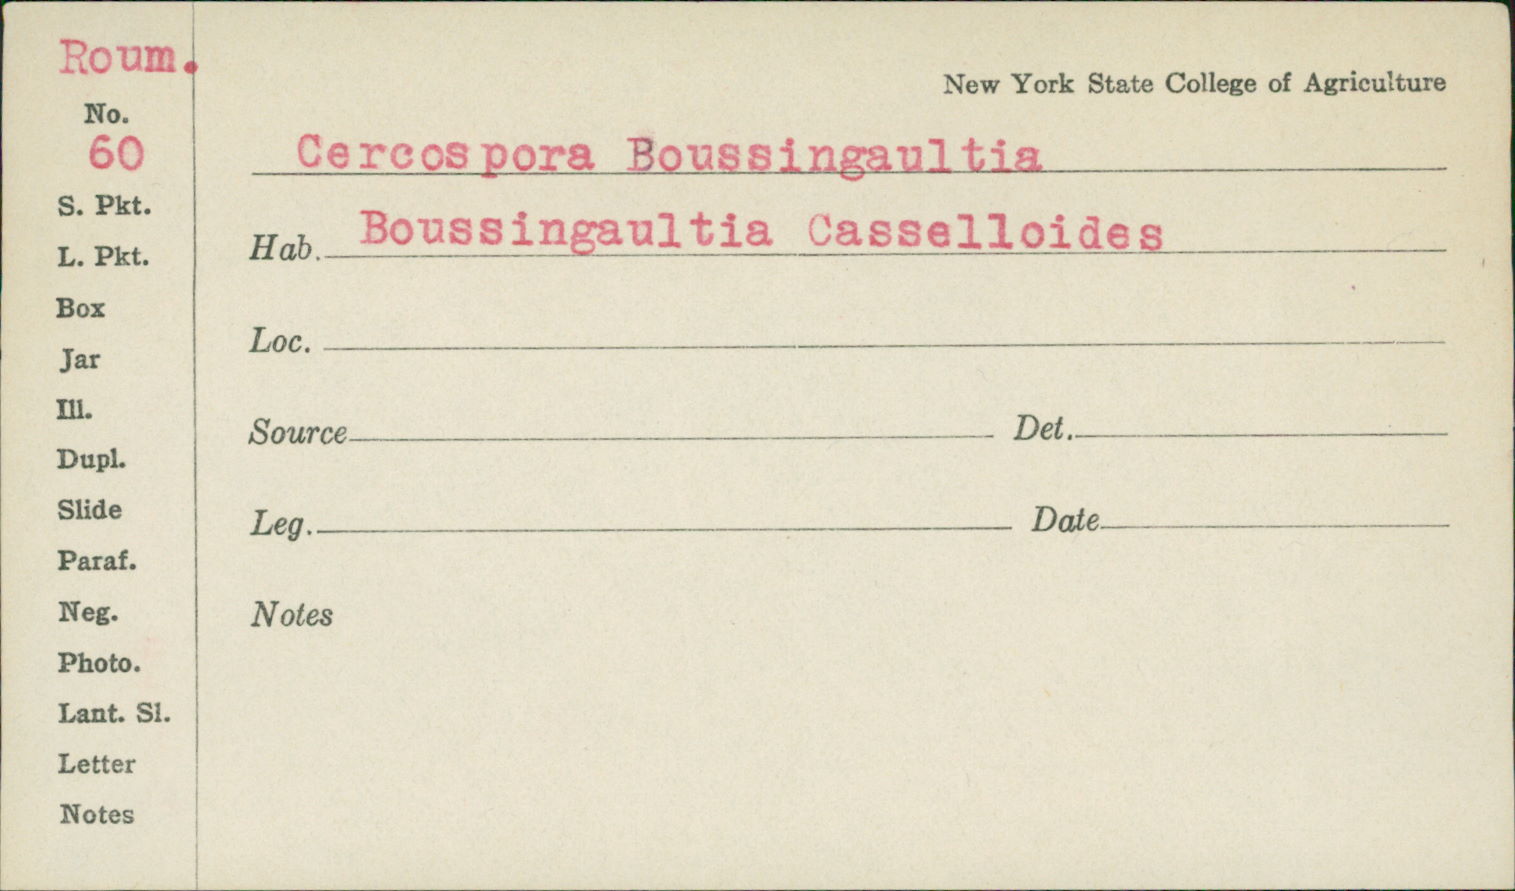 Roum.
New York State College of Agriculture
No.
60
Cercospora Boussingaultia
S. Pkt.
Hab. Boussingaultia Casselloides
L. Pkt.
Box
Loc.
Jar
Ill.
Source Det.
Dupl.
Slide
Leg. Date
Paraf.
Neg.
Notes
Photo.
Lant. Sl.
Letter
Notes